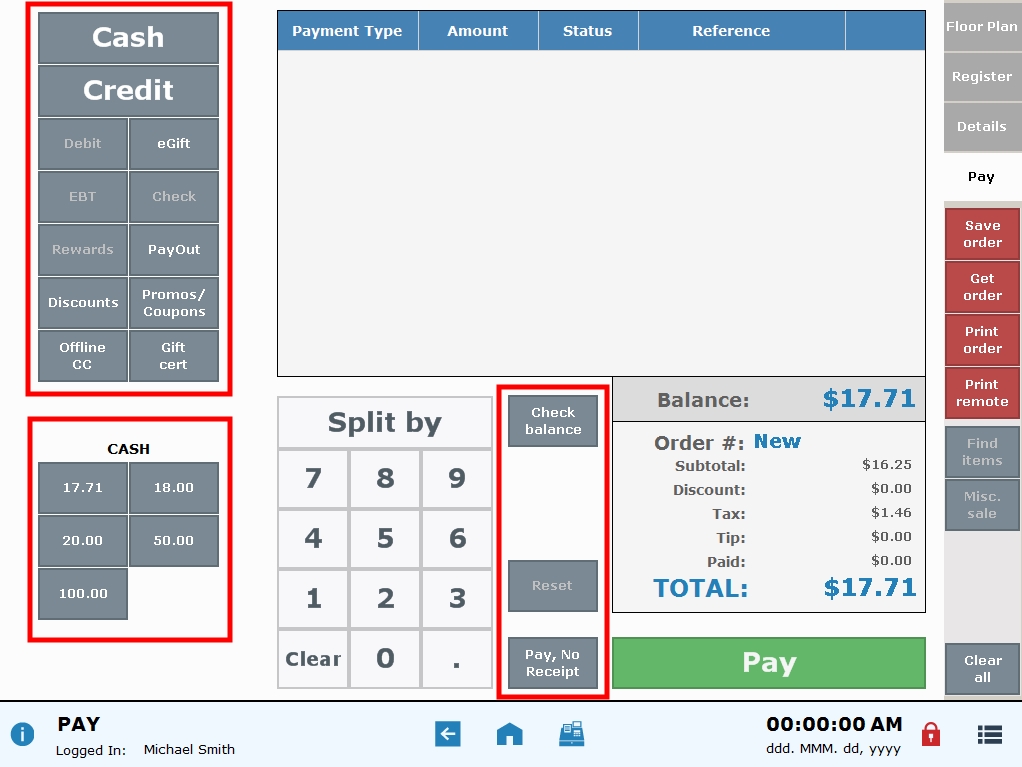 Cash
Credit
Debit
eGift
EBT
Check
Rewards
PayOut
Discounts
Promos/
Coupons
Offline
CC
Gift
cert
CASH
17.71
18.00
20.00
50.00
100.00
Payment Type
Amount
Status
Reference
Split by
7
8
9
4
5
6
1
2
3
Clear
0
.
Check
balance
Reset
Pay, No
Receipt
Balance: $17.71
Order #: New
Subtotal: $16.25
Discount: $0.00
Tax: $1.46
Tip: $0.00
Paid: $0.00
TOTAL: $17.71
Pay
Floor Plan
Register
Details
Pay
Save
order
Get
order
Print
order
Print
remote
Find
items
Misc.
sale
Clear
all
i
PAY
Logged In: Michael Smith
00:00:00 AM
ddd. MMM. dd, yyyy